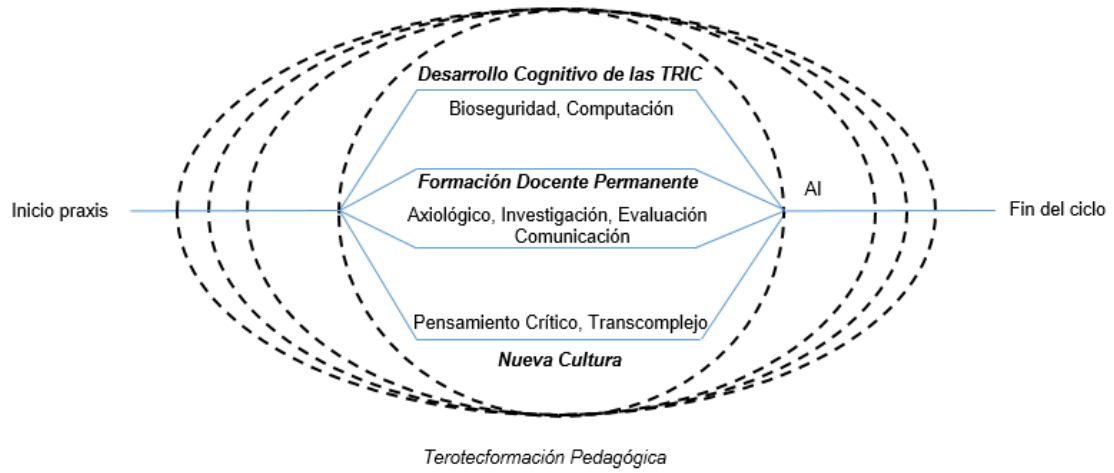 Desarrollo Cognitivo de las TRIC
Bioseguridad, Computación
Formación Docente Permanente
AI
Inicio praxis
Axiológico, Investigación, Evaluación
Comunicación
Fin del ciclo
Pensamiento Crítico, Transcomplejo
Nueva Cultura
Terotecformación Pedagógica